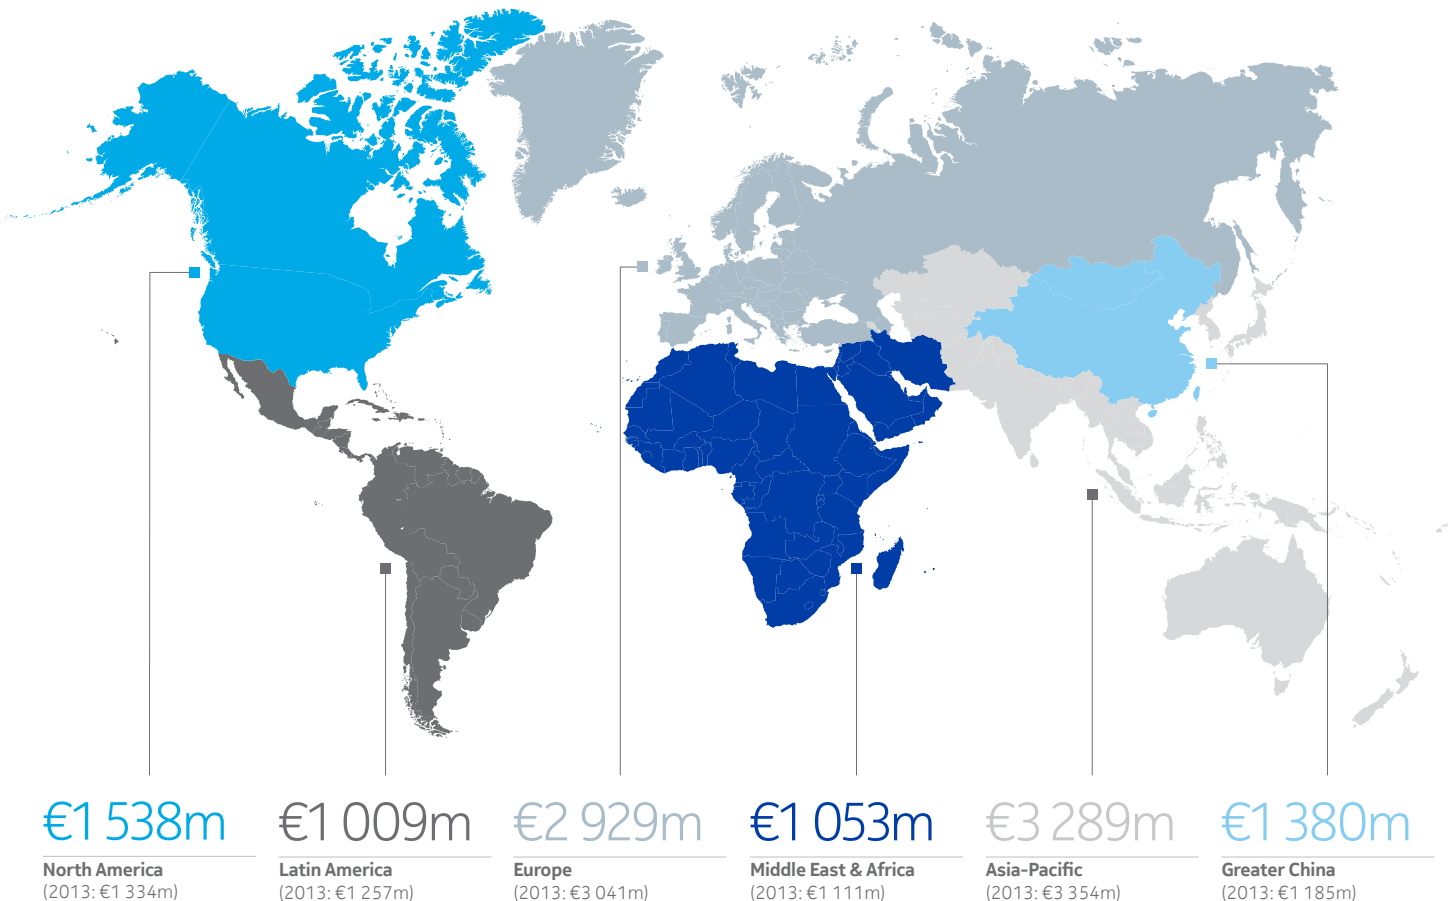 €1 538m
North America
(2013: €1 334m)
€1 009m
Latin America
(2013: €1 257m)
€2 929m
Europe
(2013: €3 041m)
€1 053m
Middle East & Africa
(2013: €1 111m)
€3 289m
Asia-Pacific
(2013: €3 354m)
€1 380m
Greater China
(2013: €1 185m)